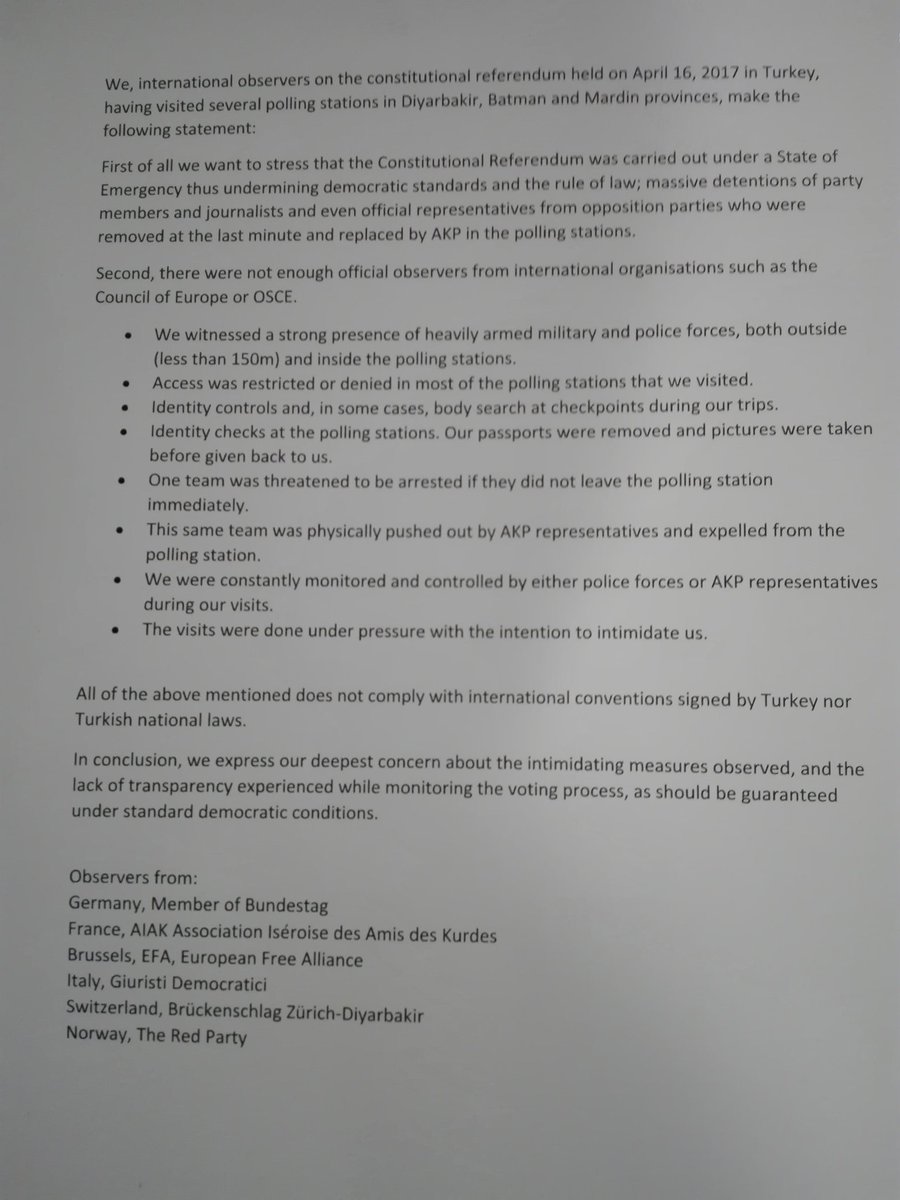 We, international observers on the constitutional referendum held on April 16, 2017 in Turkey,
having visited several polling stations in Diyarbakir, Batman and Mardin provinces, make the
following statement:
First of all we want to stress that the Constitutional Referendum was carried out under a State of
Emergency thus undermining democratic standards and the rule of law; massive detentions of party
members and journalists and even official representatives from opposition parties who were
removed at the last minute and replaced by AKP in the polling stations.
Second, there were not enough official observers from international organisations such as the
Council of Europe or OSCE.
• We witnessed a strong presence of heavily armed military and police forces, both outside
(less than 150m) and inside the polling stations.
• Access was restricted or denied in most of the polling stations that we visited.
• Identity controls and, in some cases, body search at checkpoints during our trips.
• Identity checks at the polling stations. Our passports were removed and pictures were taken
before given back to us.
• One team was threatened to be arrested if they did not leave the polling station
immediately.
• This same team was physically pushed out by AKP representatives and expelled from the
polling station.
• We were constantly monitored and controlled by either police forces or AKP representatives
during our visits.
• The visits were done under pressure with the intention to intimidate us.
All of the above mentioned does not comply with international conventions signed by Turkey nor
Turkish national laws.
In conclusion, we express our deepest concern about the intimidating measures observed, and the
lack of transparency experienced while monitoring the voting process, as should be guaranteed
under standard democratic conditions.
Observers from:
Germany, Member of Bundestag
France, AIAK Association Iséroise des Amis des Kurdes
Brussels, EFA, European Free Alliance
Italy, Giuristi Democratici
Switzerland, Brückenschlag Zürich-Diyarbakir
Norway, The Red Party